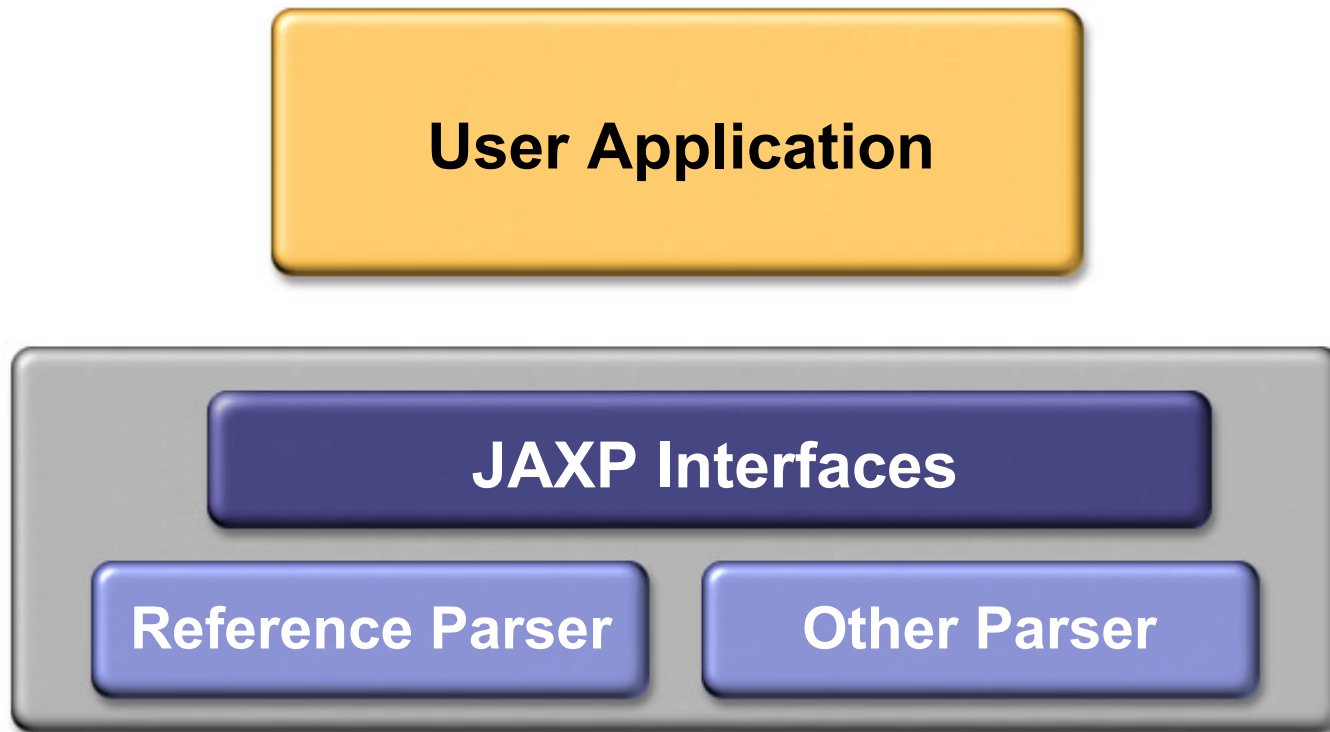 User Application
JAXP Interfaces
Reference Parser
Other Parser